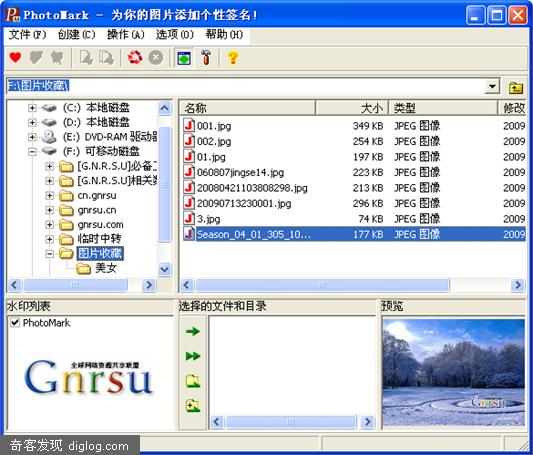 PhotoMark - 为你的图片添加个性签名!
文件(F) 创建(C) 操作(A) 选项(O) 帮助(H)
F:\图片收藏\
(C:) 本地磁盘
(D:) 本地磁盘
(E:) DVD-RAM 驱动器
(F:) 可移动磁盘
[G.N.R.S.U]必备工
[G.N.R.S.U]相关数
cn.gnrsu
gnrsu.cn
gnrsu.com
临时中转
图片收藏
美女
名称 大小 类型 修改
001.jpg 349 KB JPEG 图像 2009
002.jpg 254 KB JPEG 图像 2009
01.jpg 197 KB JPEG 图像 2009
060807jingse14.jpg 223 KB JPEG 图像 2009
20080421103808298.jpg 213 KB JPEG 图像 2009
20090713230001.jpg 296 KB JPEG 图像 2009
3.jpg 74 KB JPEG 图像 2009
Season_04_01_305_10... 177 KB JPEG 图像 2009
水印列表
PhotoMark
全球网络资源共享联盟
Gnrsu
选择的文件和目录
预览
Gnrsu
奇客发现 diglog.com